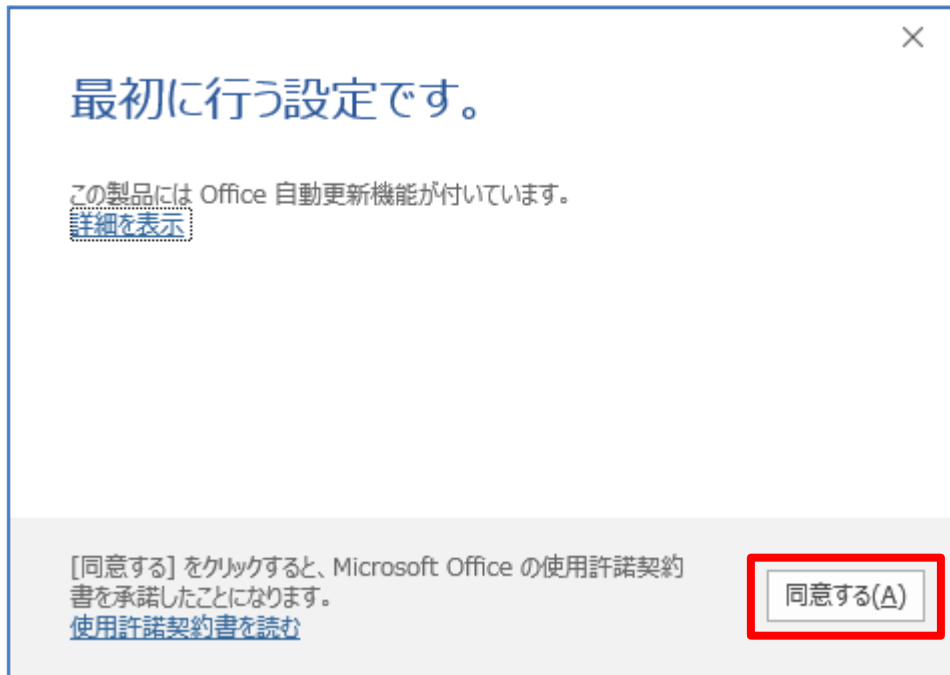 最初に行う設定です。
この製品には Office 自動更新機能が付いています。
詳細を表示
[同意する] をクリックすると、Microsoft Office の使用許諾契約
書を承諾したことになります。
使用許諾契約書を読む
同意する(A)